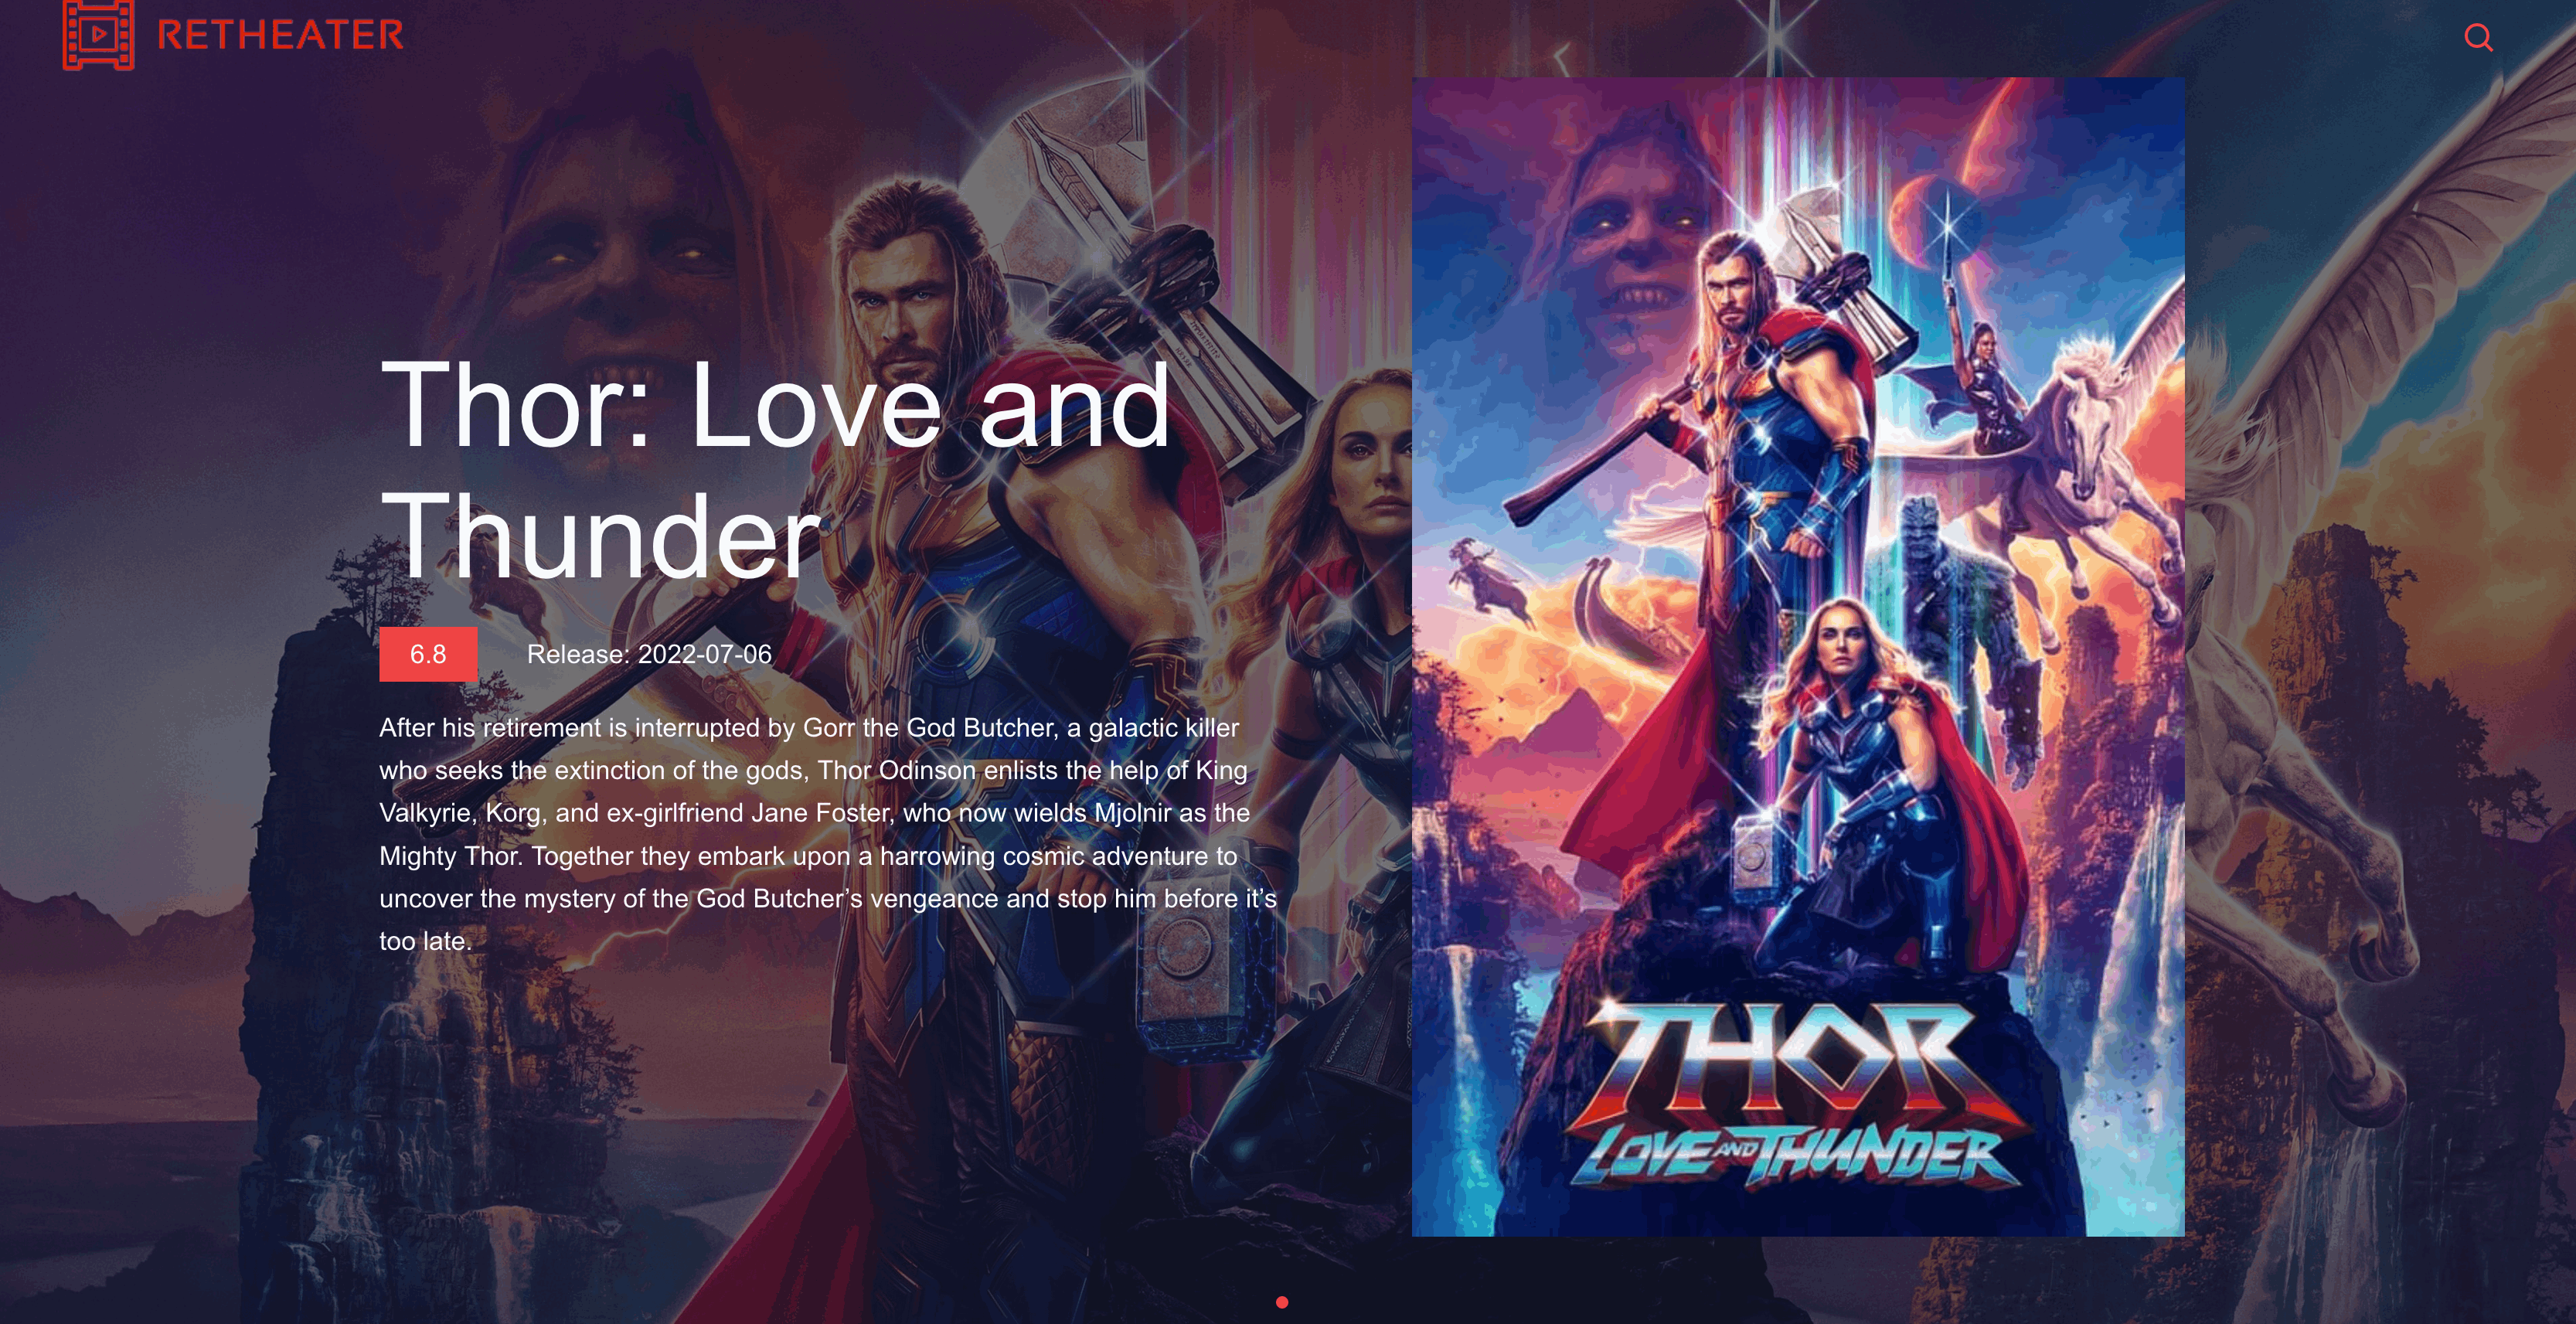 RETHEATER
Thor: Love and
Thunder
6.8 Release: 2022-07-06
After his retirement is interrupted by Gorr the God Butcher, a galactic killer
who seeks the extinction of the gods, Thor Odinson enlists the help of King
Valkyrie, Korg, and ex-girlfriend Jane Foster, who now wields Mjolnir as the
Mighty Thor. Together they embark upon a harrowing cosmic adventure to
uncover the mystery of the God Butcher’s vengeance and stop him before it’s
too late.
THOR
LOVE AND THUNDER